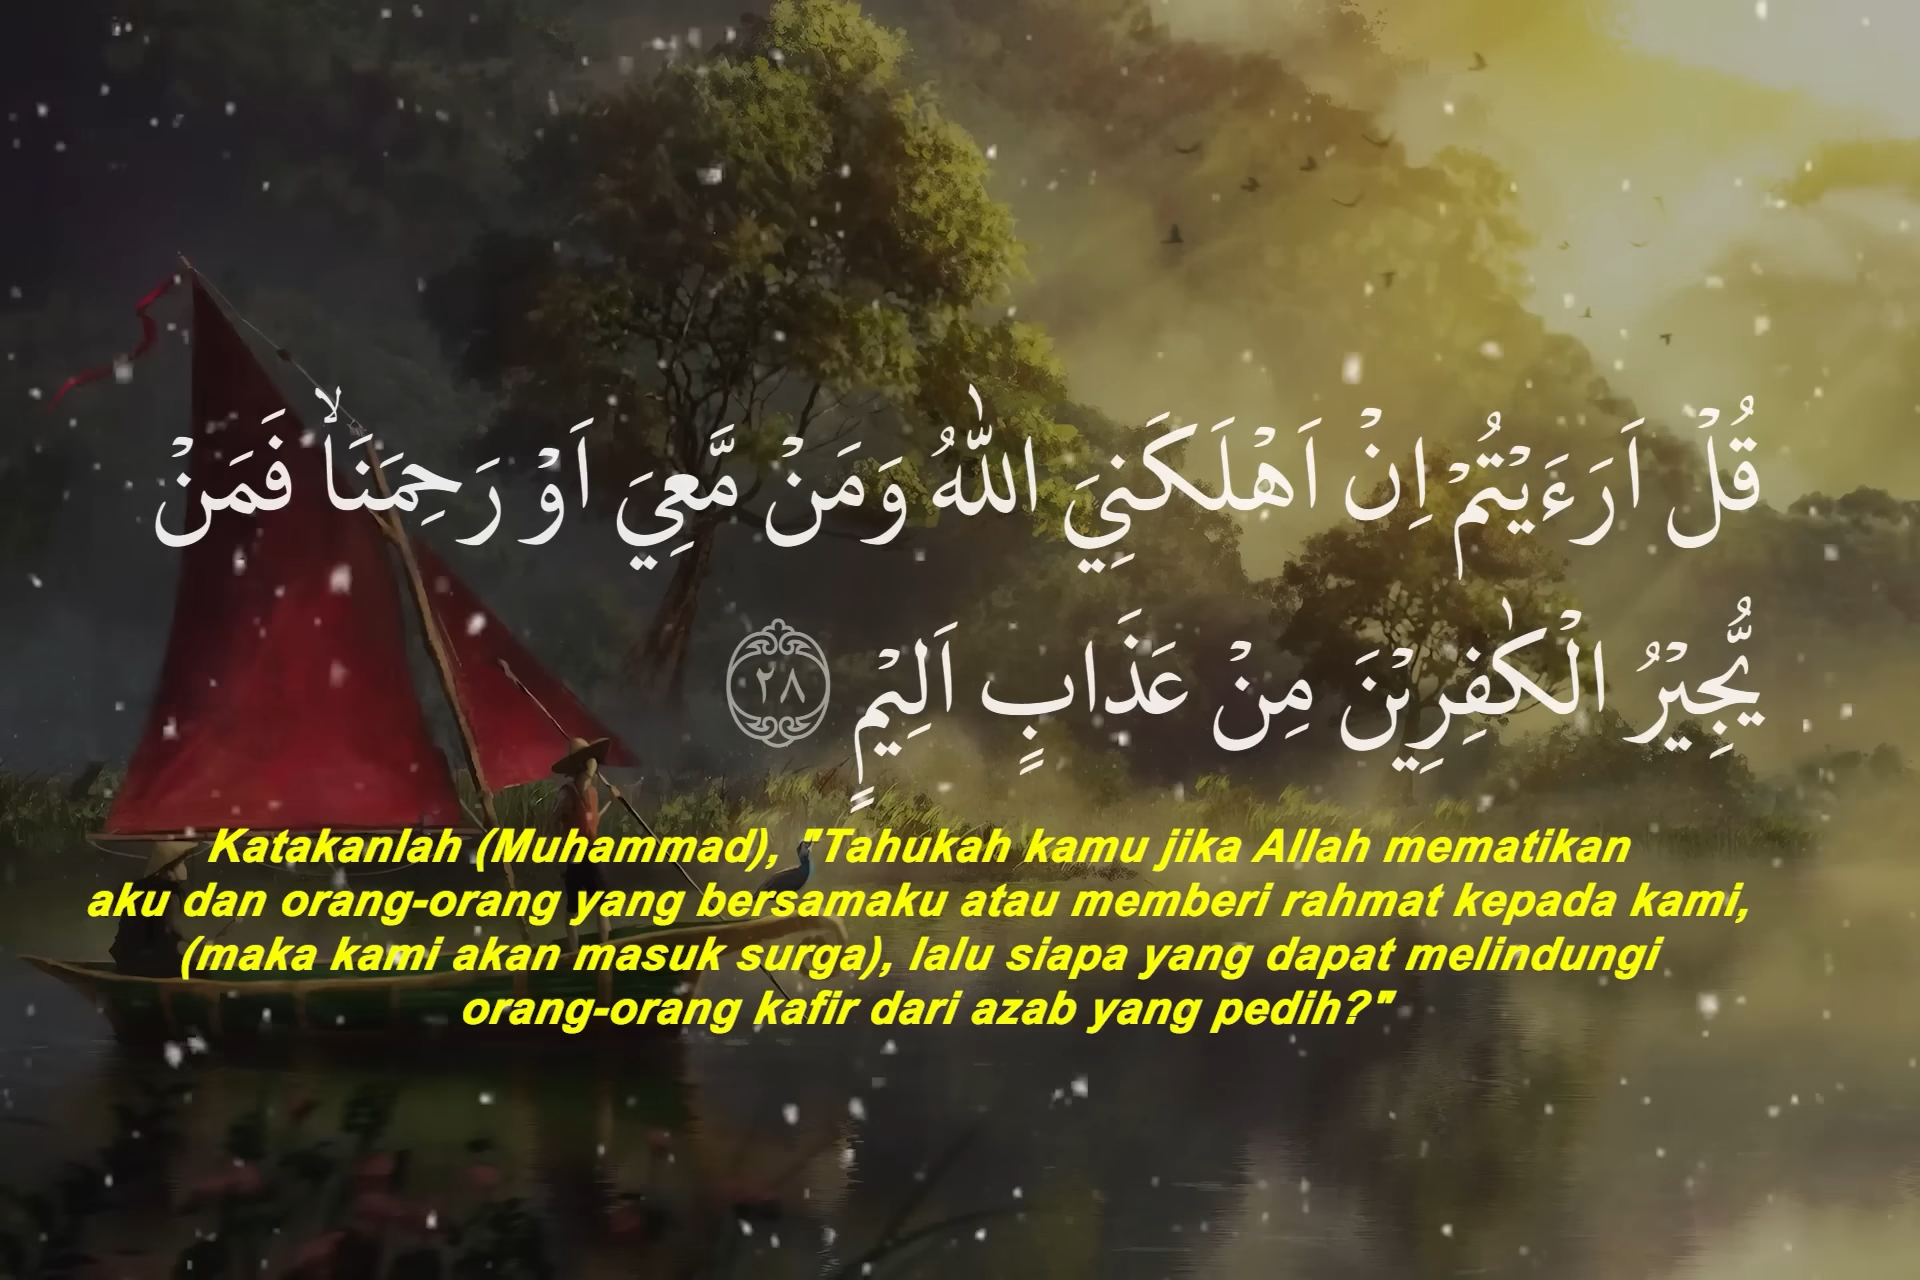 قُلْ اَرَءَيْتُمْ اِنْ اَهْلَكَنِيَ اللّٰهُ وَمَنْ مَّعِيَ اَوْ رَحِمَنَاۙ فَمَنْ
يُّجِيْرُ الْكٰفِرِيْنَ مِنْ عَذَابٍ اَلِيْمٍ ٢٨
Katakanlah (Muhammad), "Tahukah kamu jika Allah mematikan
aku dan orang-orang yang bersamaku atau memberi rahmat kepada kami,
(maka kami akan masuk surga), lalu siapa yang dapat melindungi
orang-orang kafir dari azab yang pedih?"